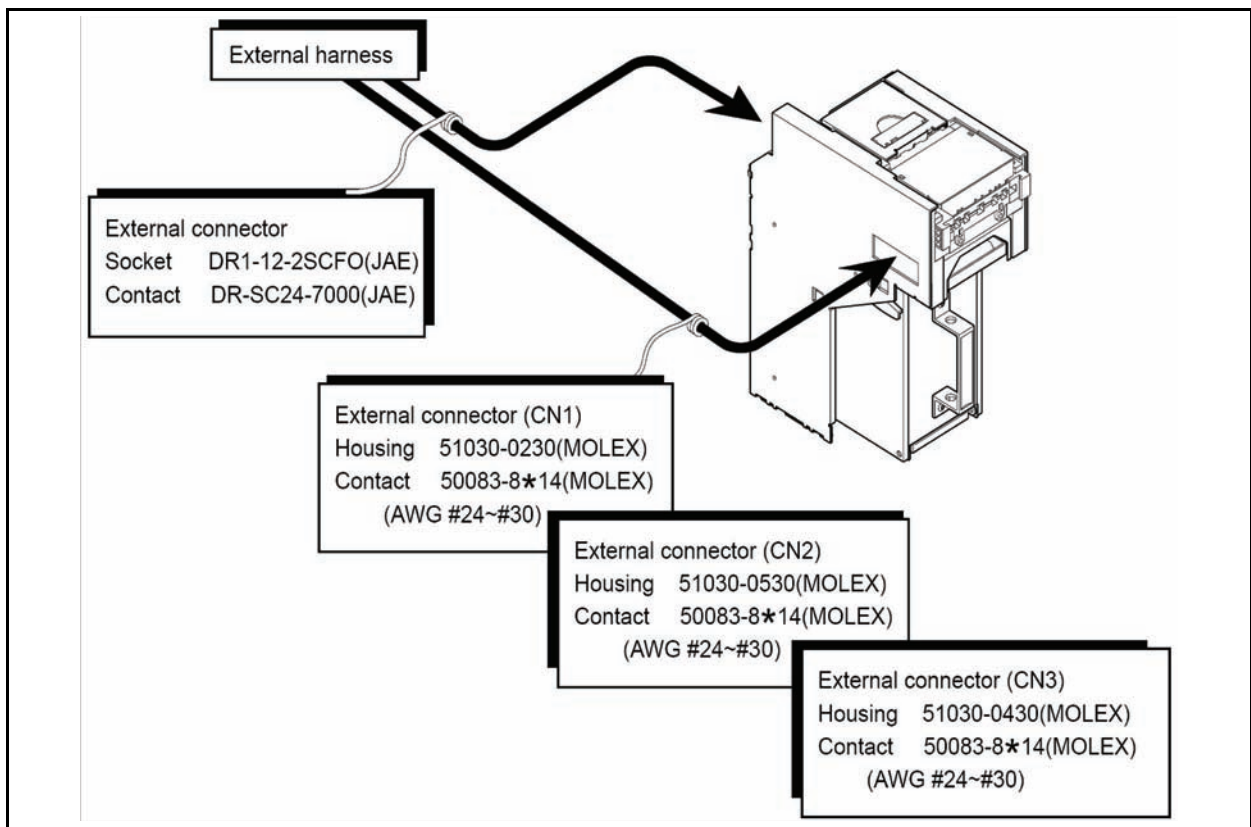 External harness
External connector
Socket DR1-12-2SCFO(JAE)
Contact DR-SC24-7000(JAE)
External connector (CN1)
Housing 51030-0230(MOLEX)
Contact 50083-8★14(MOLEX)
(AWG #24~#30)
External connector (CN2)
Housing 51030-0530(MOLEX)
Contact 50083-8★14(MOLEX)
(AWG #24~#30)
External connector (CN3)
Housing 51030-0430(MOLEX)
Contact 50083-8★14(MOLEX)
(AWG #24~#30)